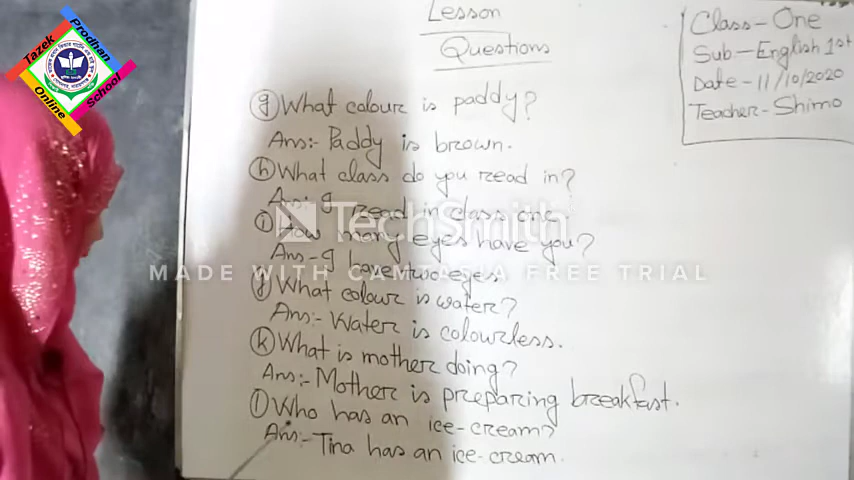 Tazek
Prodhan
Online
School
Lesson
Questions
Class - One
Sub - English 1st
Date - 11/10/2020
Teacher - Shimo
g What colour is paddy?
Ans:- Paddy is brown.
h What class do you read in?
Ans:- I read in class one.
i How many eyes have you?
Ans - I have two eyes.
j What colour is water?
Ans:- Water is colourless.
k What is mother doing?
Ans:- Mother is preparing breakfast.
l Who has an ice-cream?
Ans:- Tina has an ice-cream.
TechSmith
MADE WITH CAMTASIA FREE TRIAL